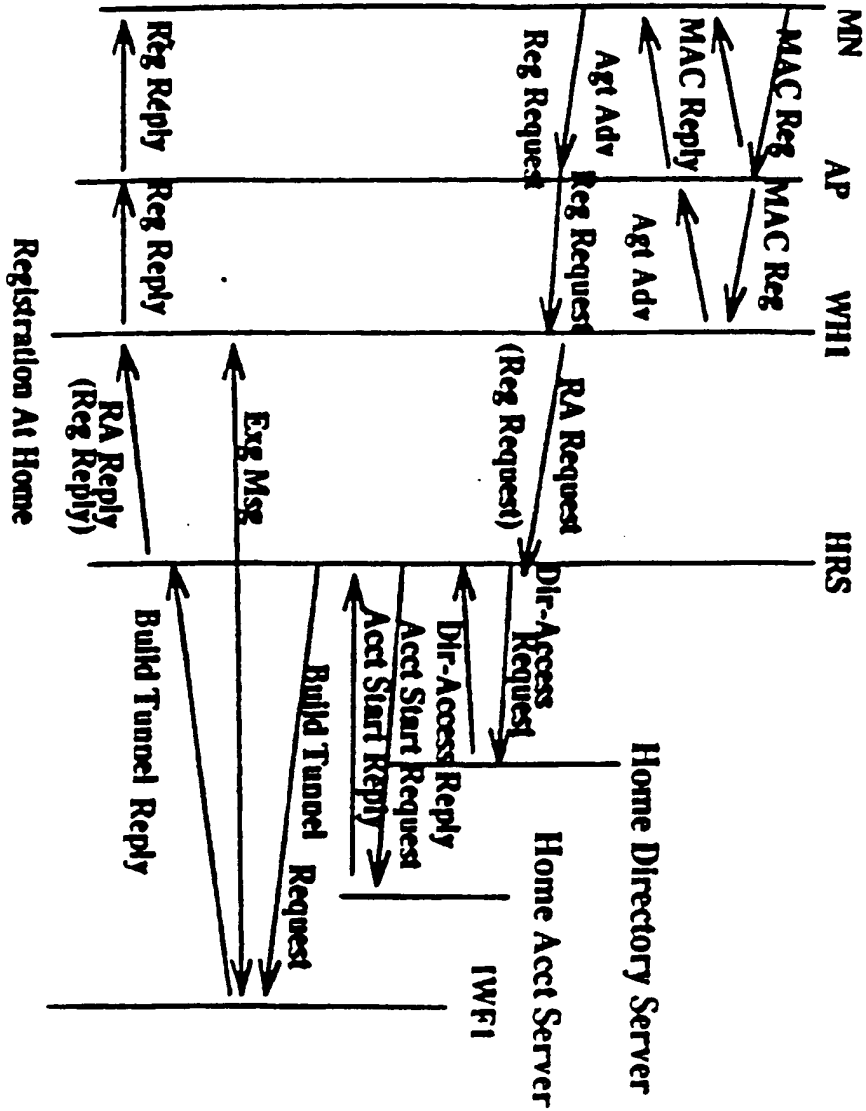 MN
AP
WH1
HRS
Home Directory Server
Home Acct Server
IWF1
MAC Reg
MAC Reg
MAC Reply
Agt Adv
Agt Adv
Reg Request
Reg Request
RA Request
(Reg Request)
Dir-Access
Request
Dir-Access Reply
Acct Start Request
Acct Start Reply
Build Tunnel Request
Exg Msg
Build Tunnel Reply
RA Reply
(Reg Reply)
Reg Reply
Reg Reply
Registration At Home